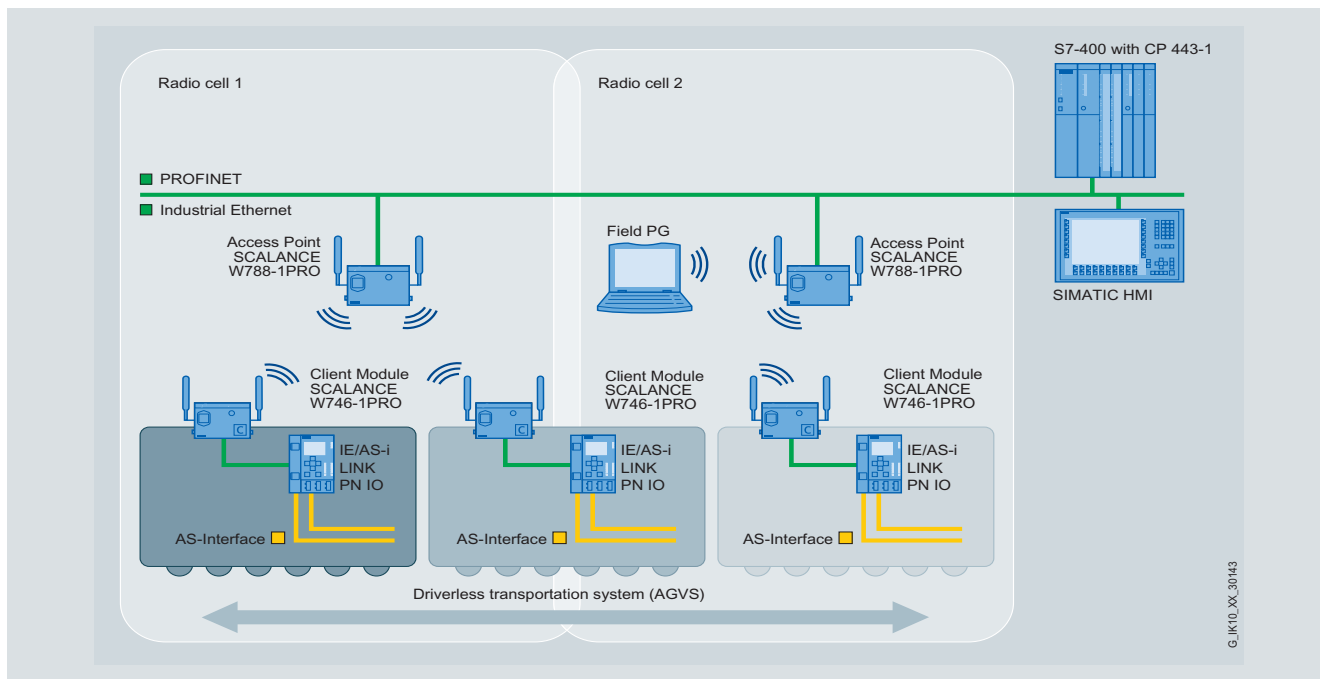 S7-400 with CP 443-1
Radio cell 1
Radio cell 2
PROFINET
Industrial Ethernet
Access Point
SCALANCE
W788-1PRO
Field PG
Access Point
SCALANCE
W788-1PRO
SIMATIC HMI
Client Module
SCALANCE
W746-1PRO
Client Module
SCALANCE
W746-1PRO
Client Module
SCALANCE
W746-1PRO
IE/AS-i
LINK
PN IO
IE/AS-i
LINK
PN IO
IE/AS-i
LINK
PN IO
AS-Interface
AS-Interface
AS-Interface
Driverless transportation system (AGVS)
G_IK10_XX_30143